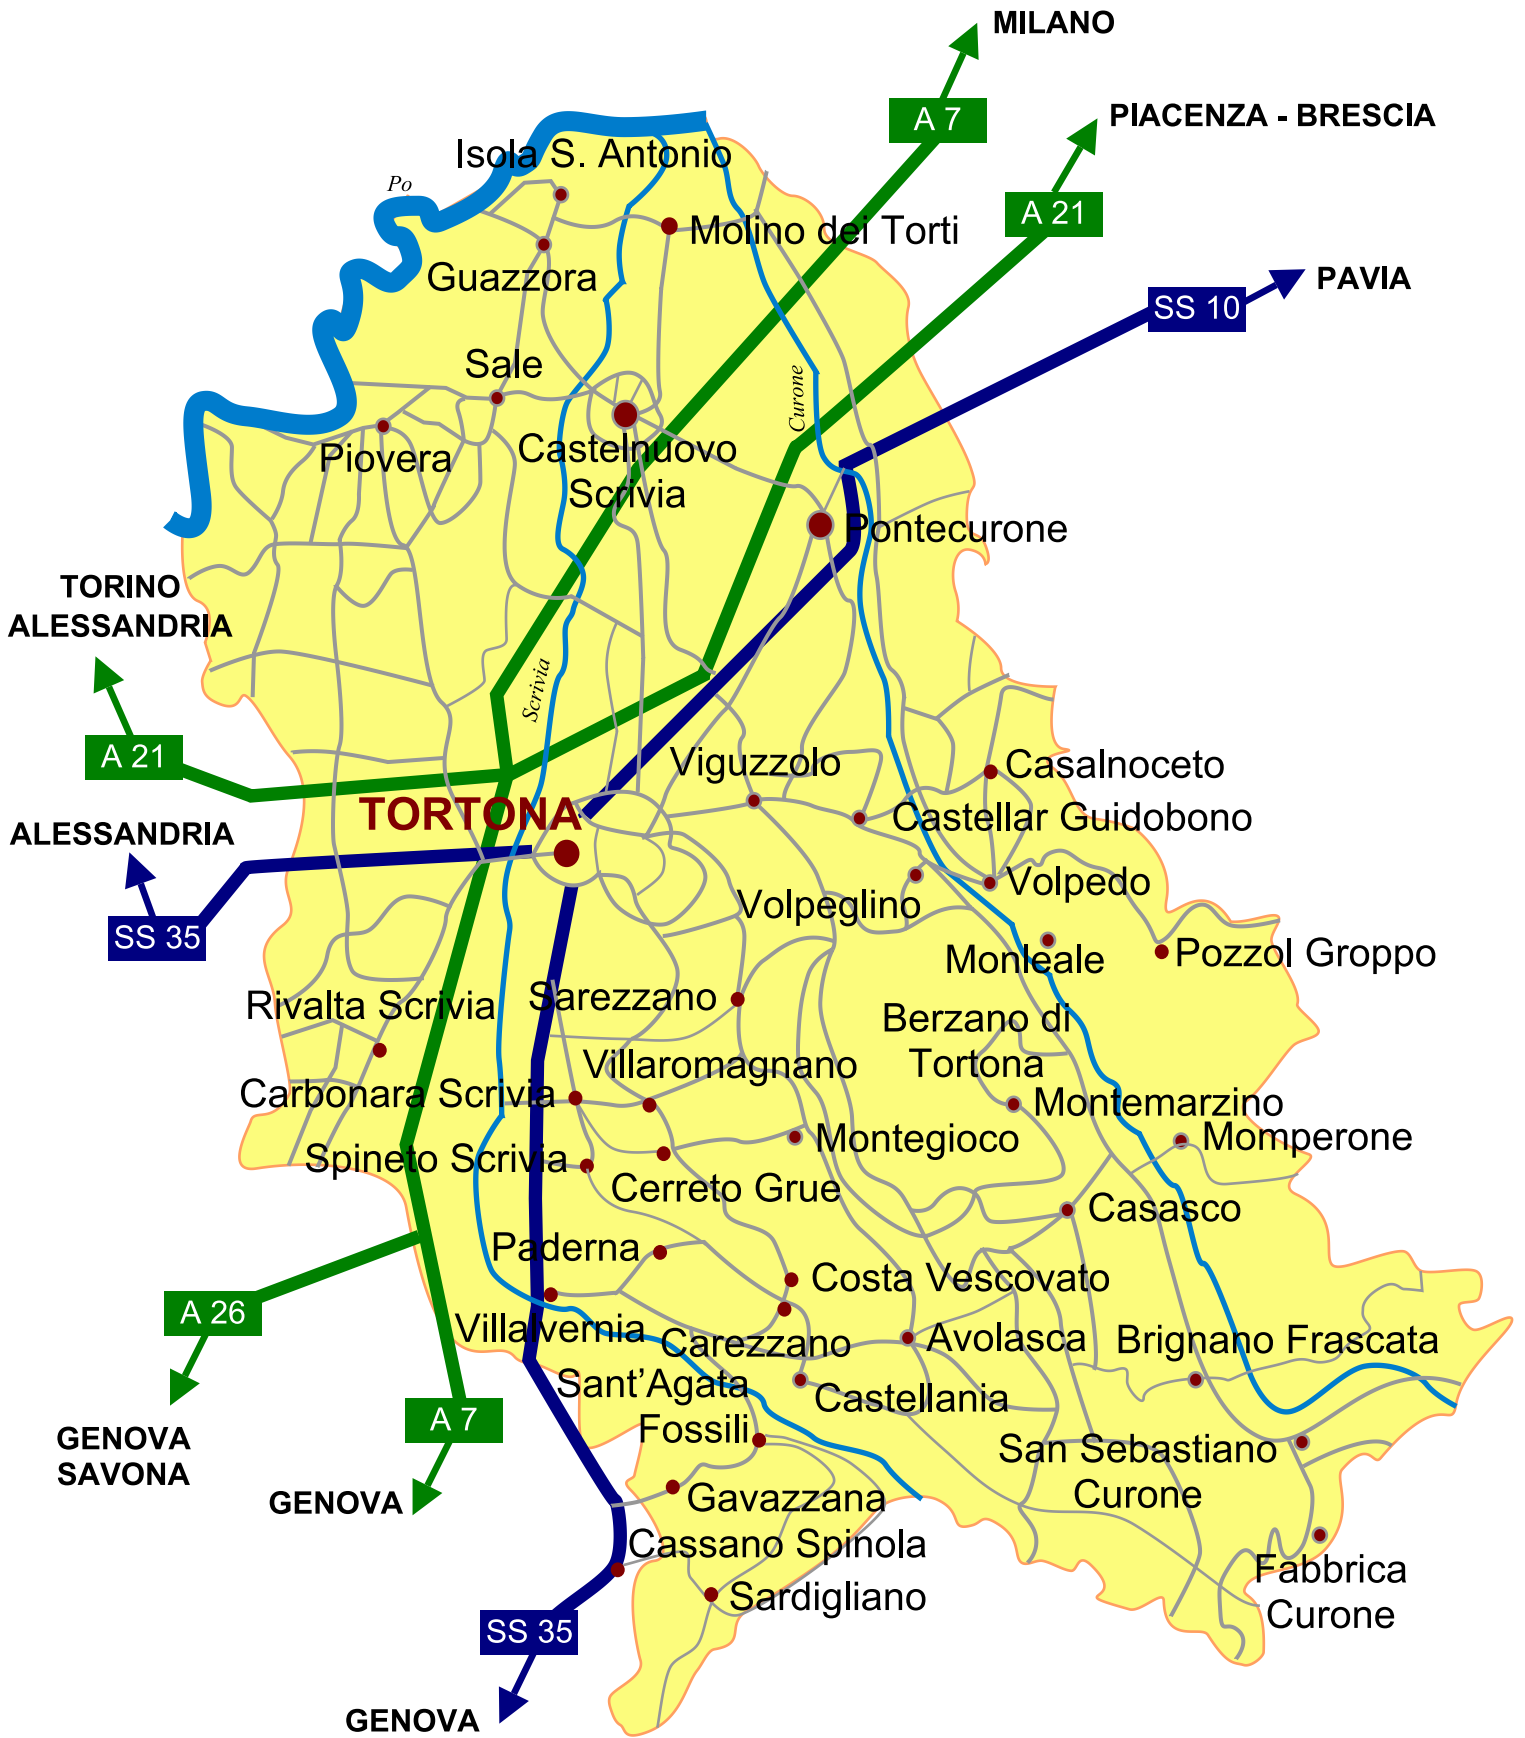 MILANO
A 7
PIACENZA - BRESCIA
Isola S. Antonio
Po
A 21
Molino dei Torti
Guazzora
PAVIA
SS 10
Sale
Curone
Piovera
Castelnuovo
Scrivia
Pontecurone
TORINO
ALESSANDRIA
Scrivia
A 21
Viguzzolo
Casalnoceto
TORTONA
Castellar Guidobono
ALESSANDRIA
Volpedo
Volpeglino
SS 35
Monleale
Pozzol Groppo
Rivalta Scrivia
Sarezzano
Berzano di
Tortona
Villaromagnano
Carbonara Scrivia
Montemarzino
Montegioco
Momperone
Spineto Scrivia
Cerreto Grue
Casasco
Paderna
Costa Vescovato
A 26
Villalvernia
Carezzano
Avolasca
Brignano Frascata
Sant'Agata
Fossili
Castellania
A 7
GENOVA
SAVONA
San Sebastiano
Curone
GENOVA
Gavazzana
Cassano Spinola
Fabbrica
Curone
Sardigliano
SS 35
GENOVA